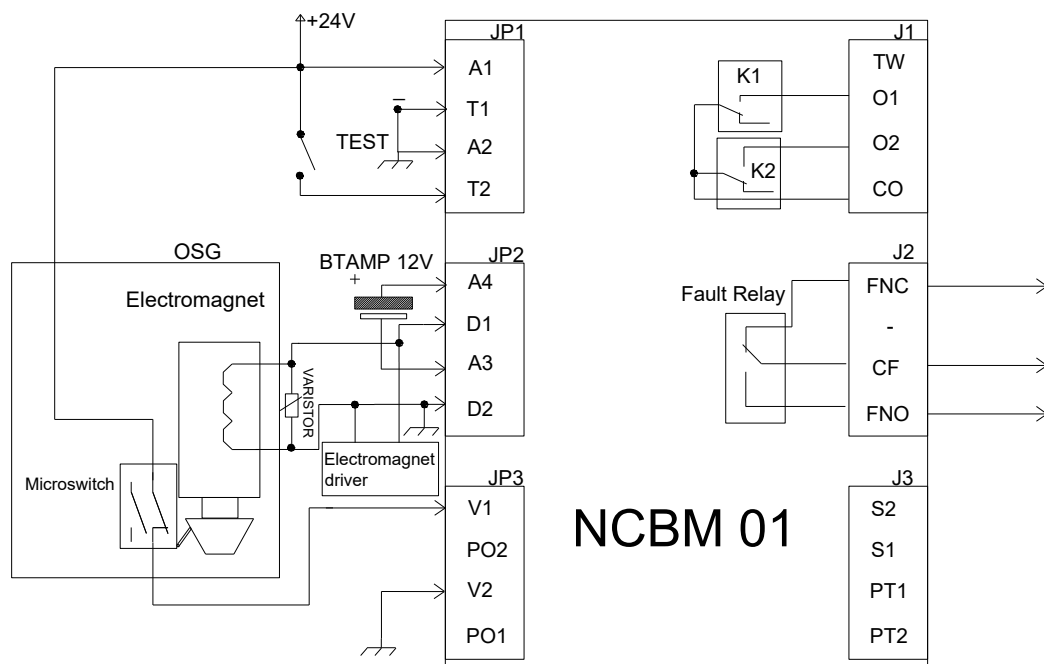 +24V
JP1
A1
T1
TEST
A2
T2
J1
TW
K1
O1
O2
K2
CO
OSG
Electromagnet
VARISTOR
Microswitch
BTAMP 12V
+
JP2
A4
D1
A3
D2
Electromagnet
driver
J2
Fault Relay
FNC
-
CF
FNO
JP3
V1
PO2
V2
PO1
NCBM 01
J3
S2
S1
PT1
PT2